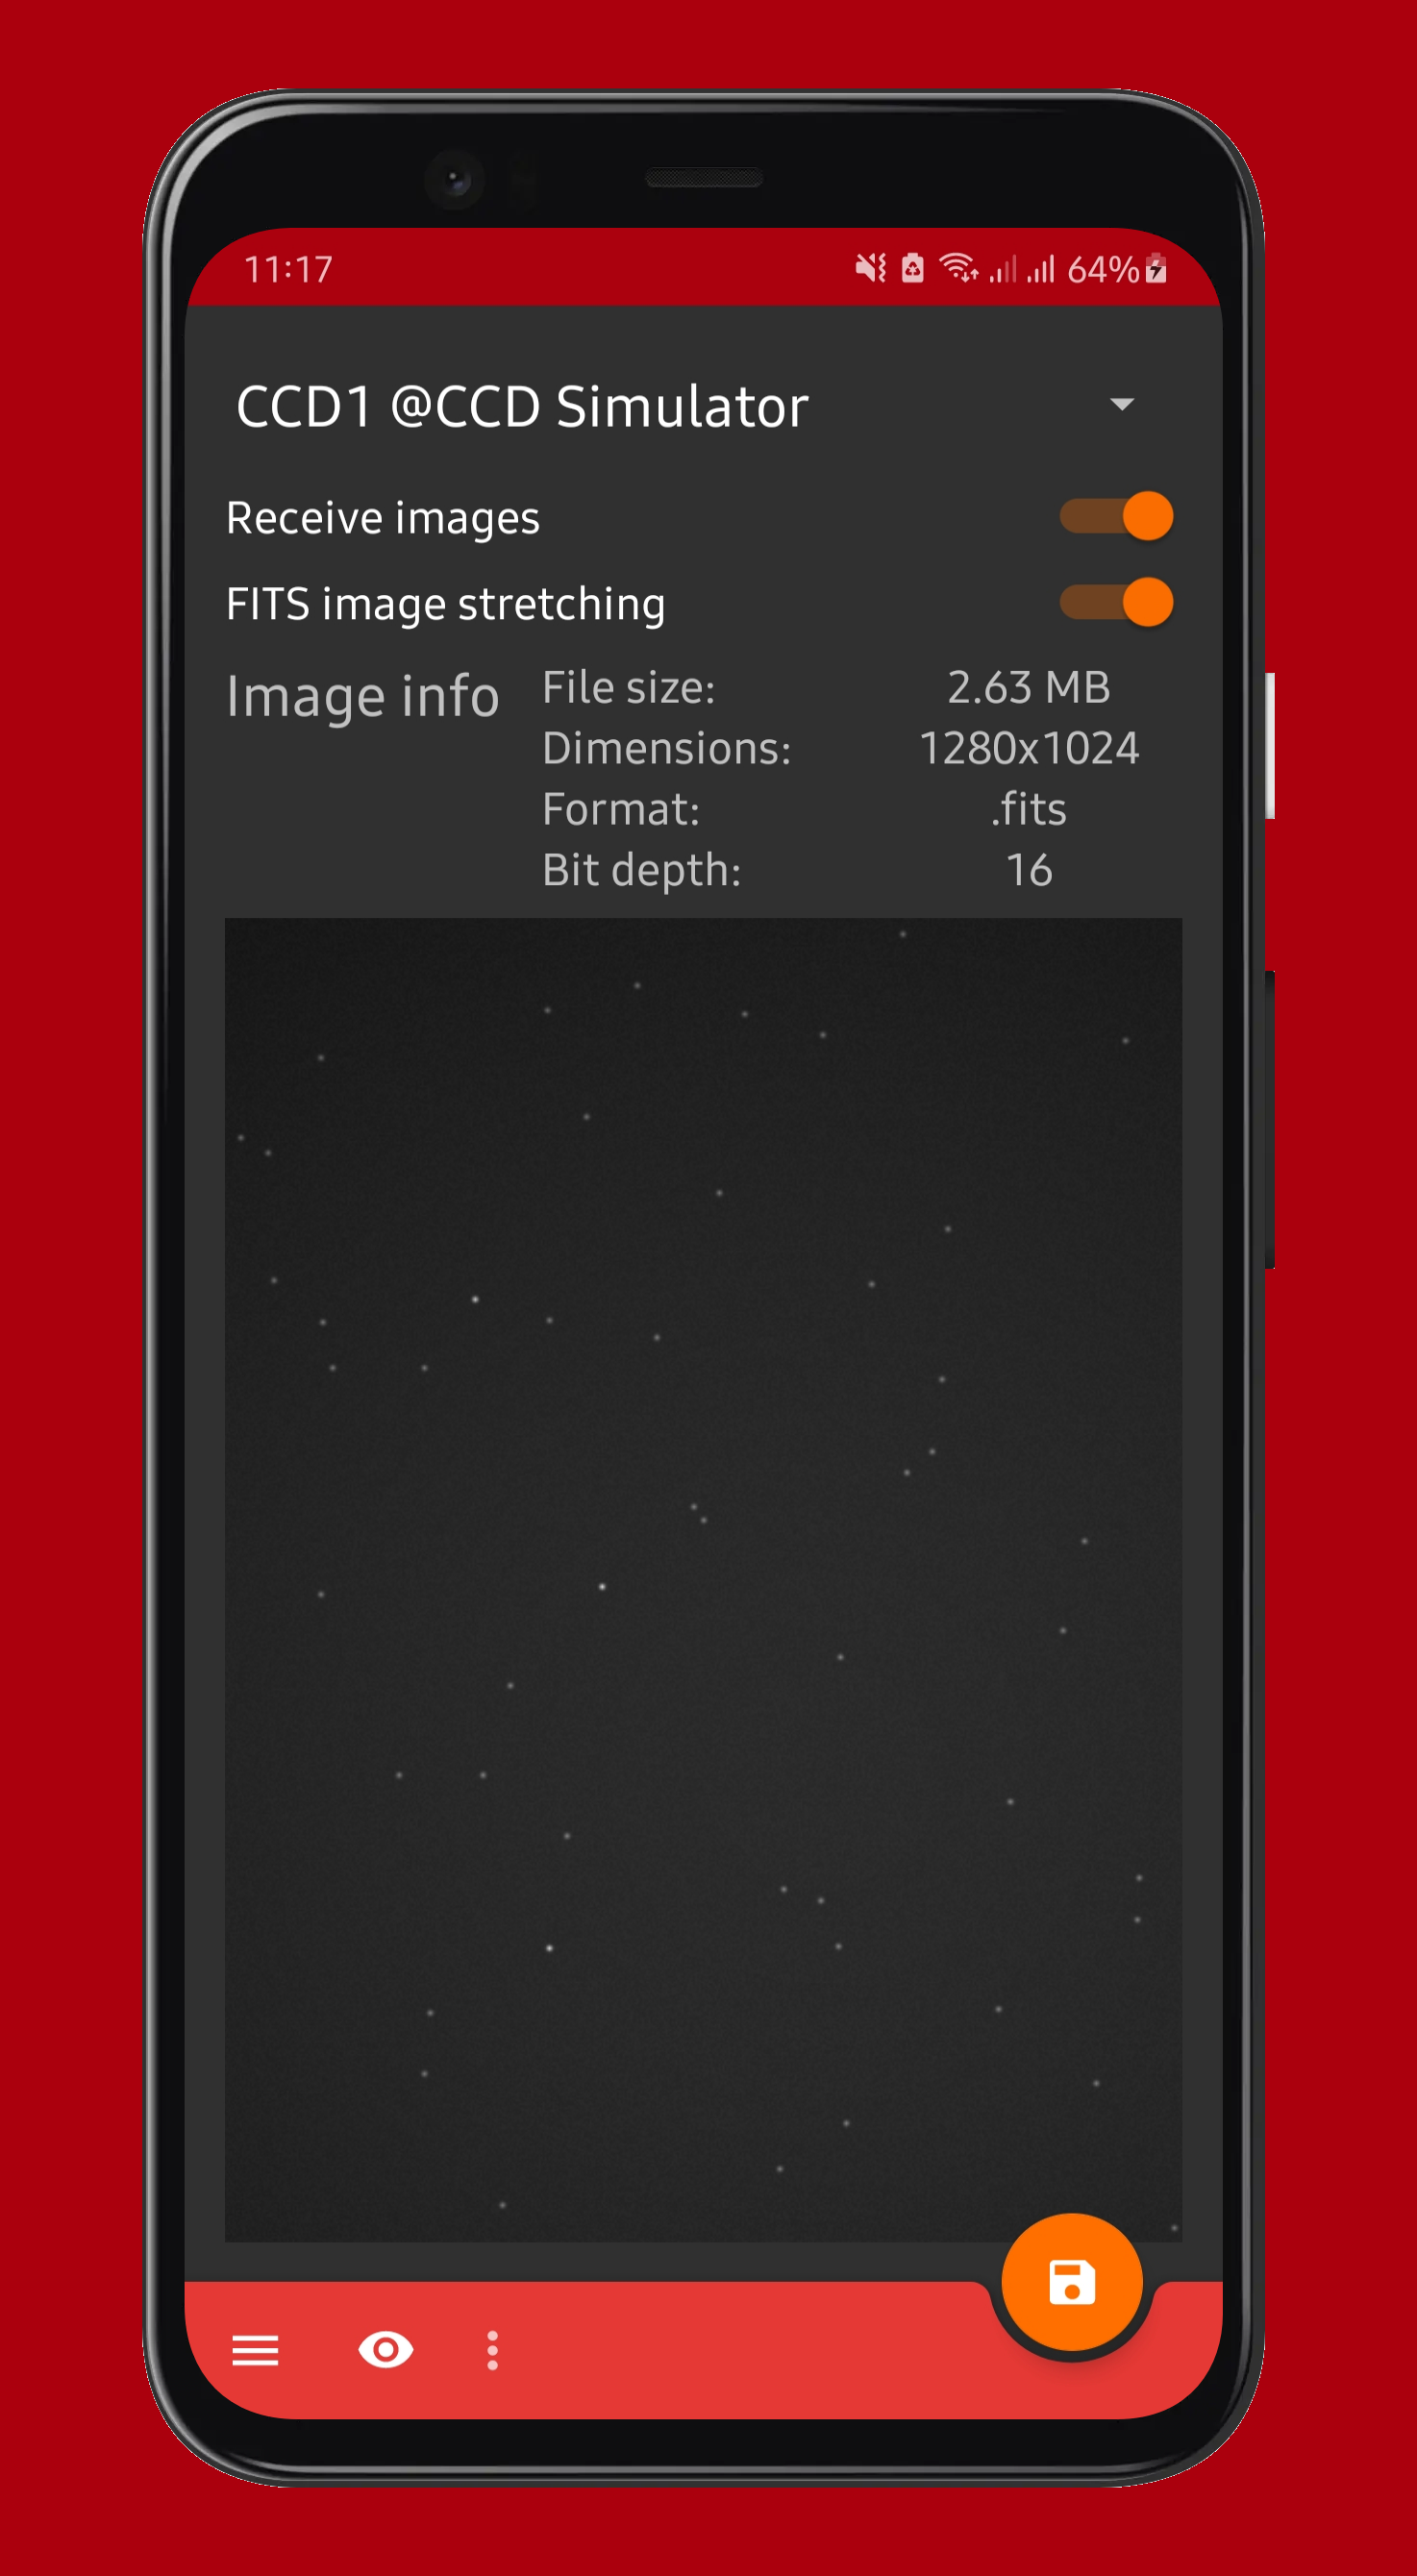 11:17 64%
CCD1 @CCD Simulator
Receive images
FITS image stretching
Image info
File size: 2.63 MB
Dimensions: 1280x1024
Format: .fits
Bit depth: 16